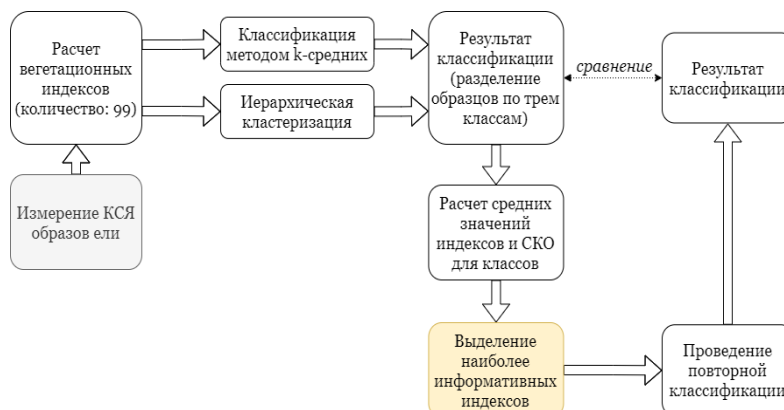 Расчет
вегетационных
индексов
(количество: 99)
Классификация
методом k-средних
Иерархическая
кластеризация
Результат
классификации
(разделение
образцов по трем
классам)
сравнение
Результат
классификации
Измерение КСЯ
образов ели
Расчет средних
значений
индексов и СКО
для классов
Выделение
наиболее
информативных
индексов
Проведение
повторной
классификации